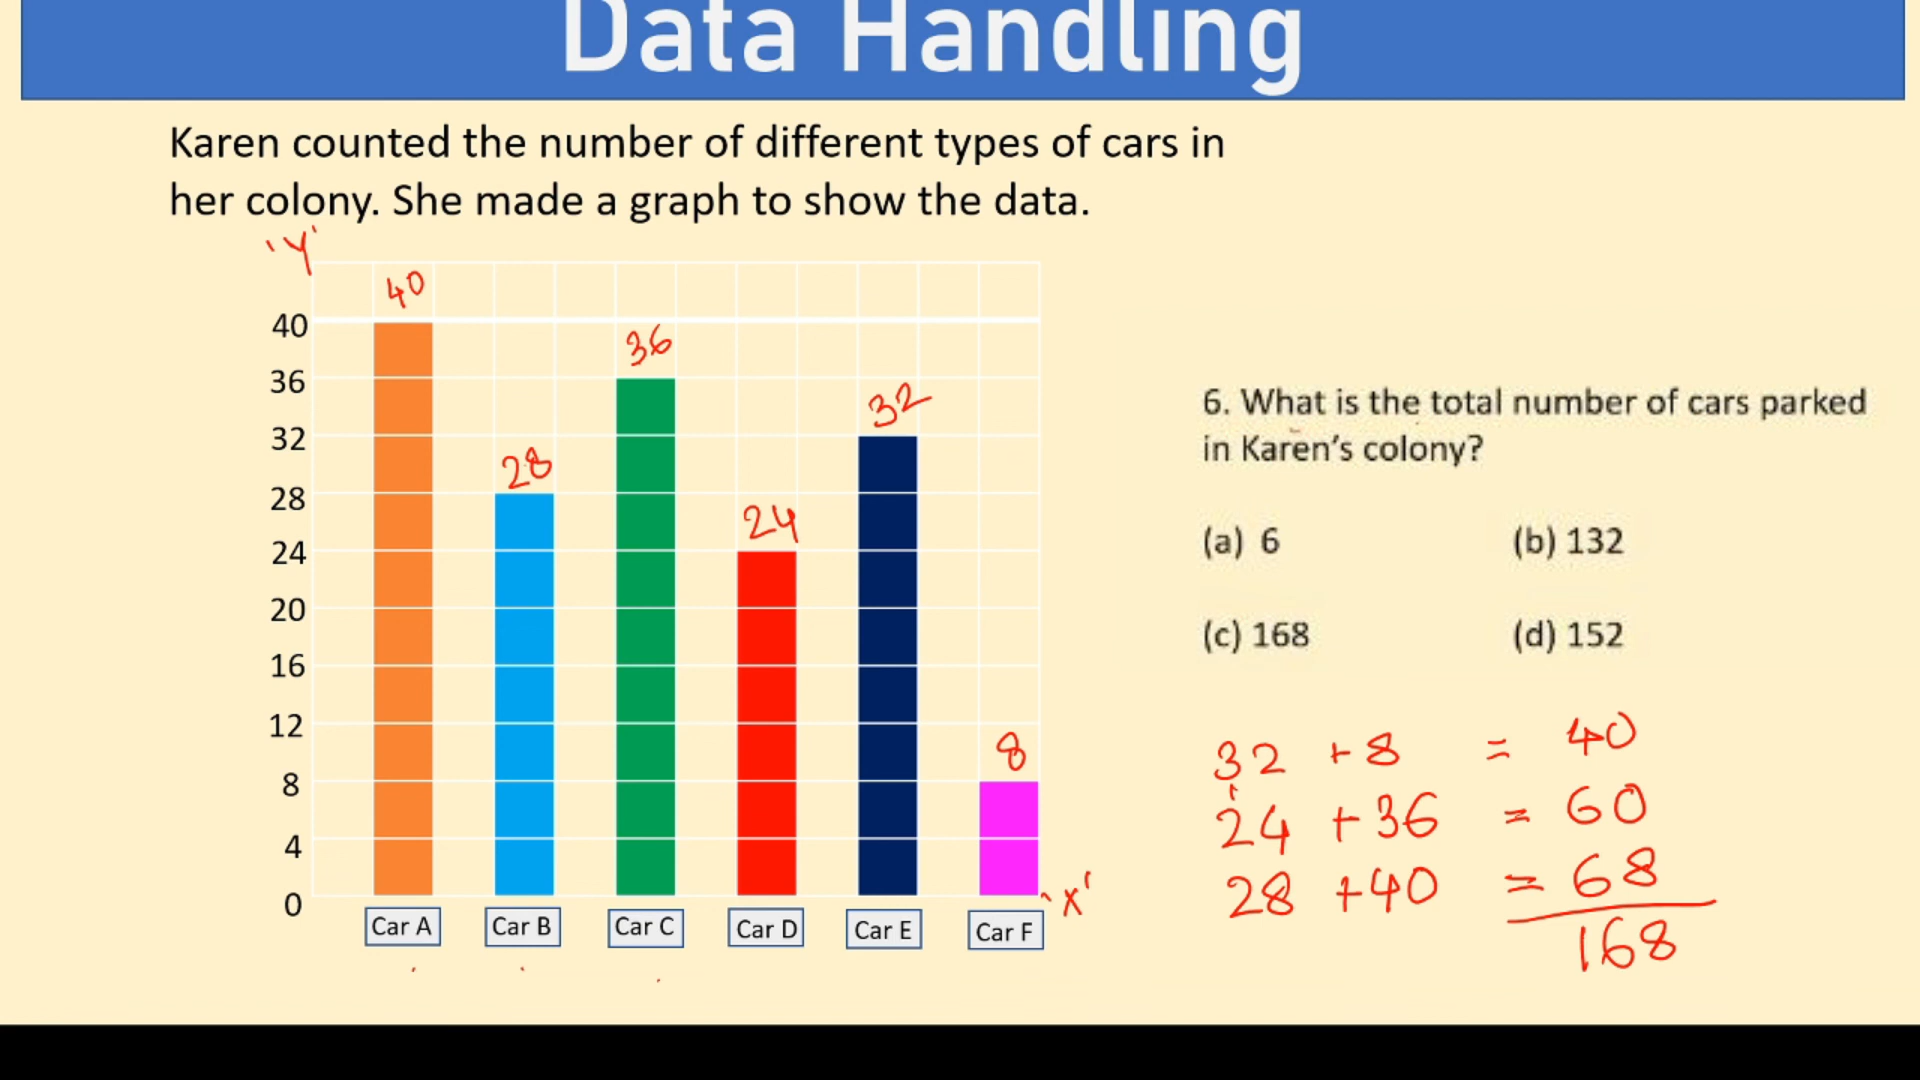 Data Handling
Karen counted the number of different types of cars in
her colony. She made a graph to show the data.
'Y'
40
40
36
36
32
32
28
28
24
24
20
16
12
8
8
4
0
'X'
Car A
Car B
Car C
Car D
Car E
Car F
6. What is the total number of cars parked
in Karen's colony?
(a) 6
(b) 132
(c) 168
(d) 152
32 + 8 = 40
24 + 36 = 60
28 + 40 = 68
168